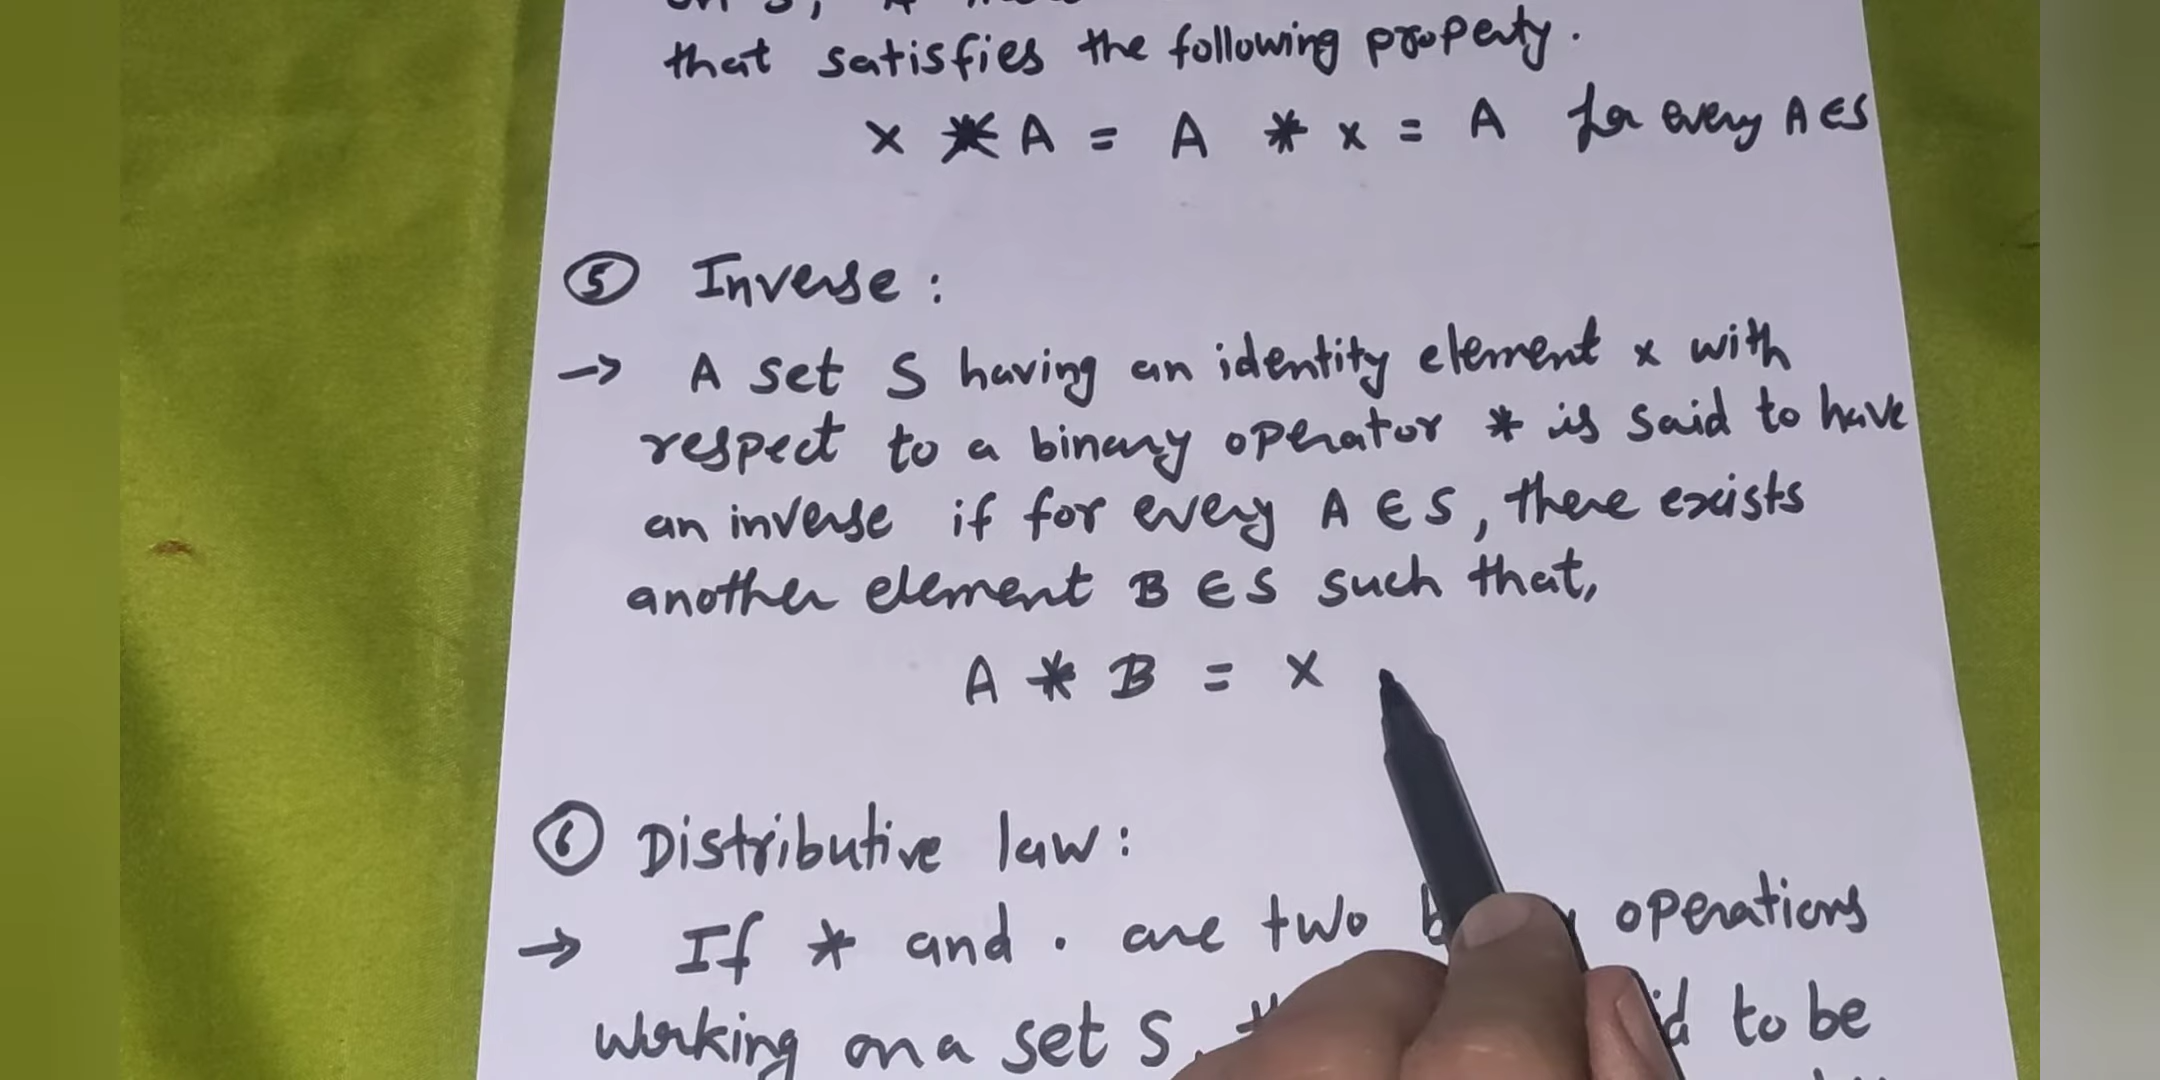 that satisfies the following property.
x * A = A * x = A for every A ∈ S
⑤ Inverse :
→ A set S having an identity element x with
respect to a binary operator * is said to have
an inverse if for every A ∈ S, there exists
another element B ∈ S such that,
A * B = x
⑥ Distributive law :
→ If * and . are two operations
working on a set S, to be